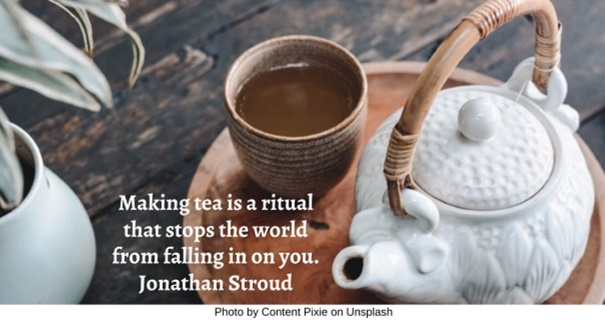 Making tea is a ritual
that stops the world
from falling in on you.
Jonathan Stroud
Photo by Content Pixie on Unsplash